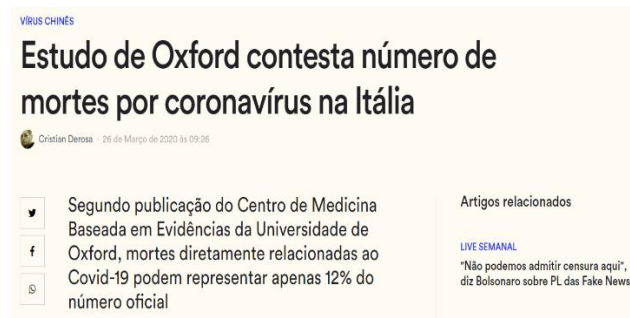 VÍRUS CHINÊS
Estudo de Oxford contesta número de
mortes por coronavírus na Itália
Cristian Derosa - 26 de Março de 2020 às 09:26
Segundo publicação do Centro de Medicina
Baseada em Evidências da Universidade de
Oxford, mortes diretamente relacionadas ao
Covid-19 podem representar apenas 12% do
número oficial
Artigos relacionados
LIVE SEMANAL
"Não podemos admitir censura aqui",
diz Bolsonaro sobre PL das Fake News